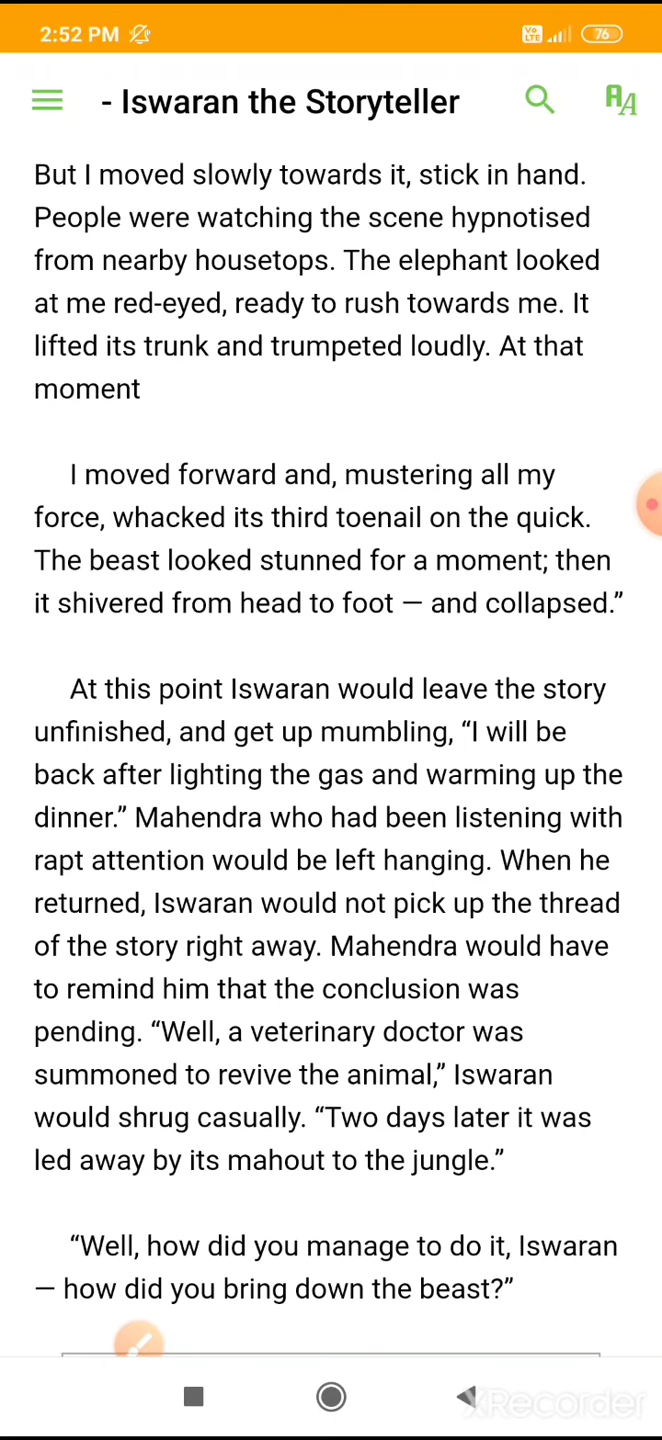 2:52 PM
Vo LTE 76
- Iswaran the Storyteller
AA
But I moved slowly towards it, stick in hand.
People were watching the scene hypnotised
from nearby housetops. The elephant looked
at me red-eyed, ready to rush towards me. It
lifted its trunk and trumpeted loudly. At that
moment
I moved forward and, mustering all my
force, whacked its third toenail on the quick.
The beast looked stunned for a moment; then
it shivered from head to foot — and collapsed.”
At this point Iswaran would leave the story
unfinished, and get up mumbling, “I will be
back after lighting the gas and warming up the
dinner.” Mahendra who had been listening with
rapt attention would be left hanging. When he
returned, Iswaran would not pick up the thread
of the story right away. Mahendra would have
to remind him that the conclusion was
pending. “Well, a veterinary doctor was
summoned to revive the animal,” Iswaran
would shrug casually. “Two days later it was
led away by its mahout to the jungle.”
“Well, how did you manage to do it, Iswaran
— how did you bring down the beast?”
XRecorder